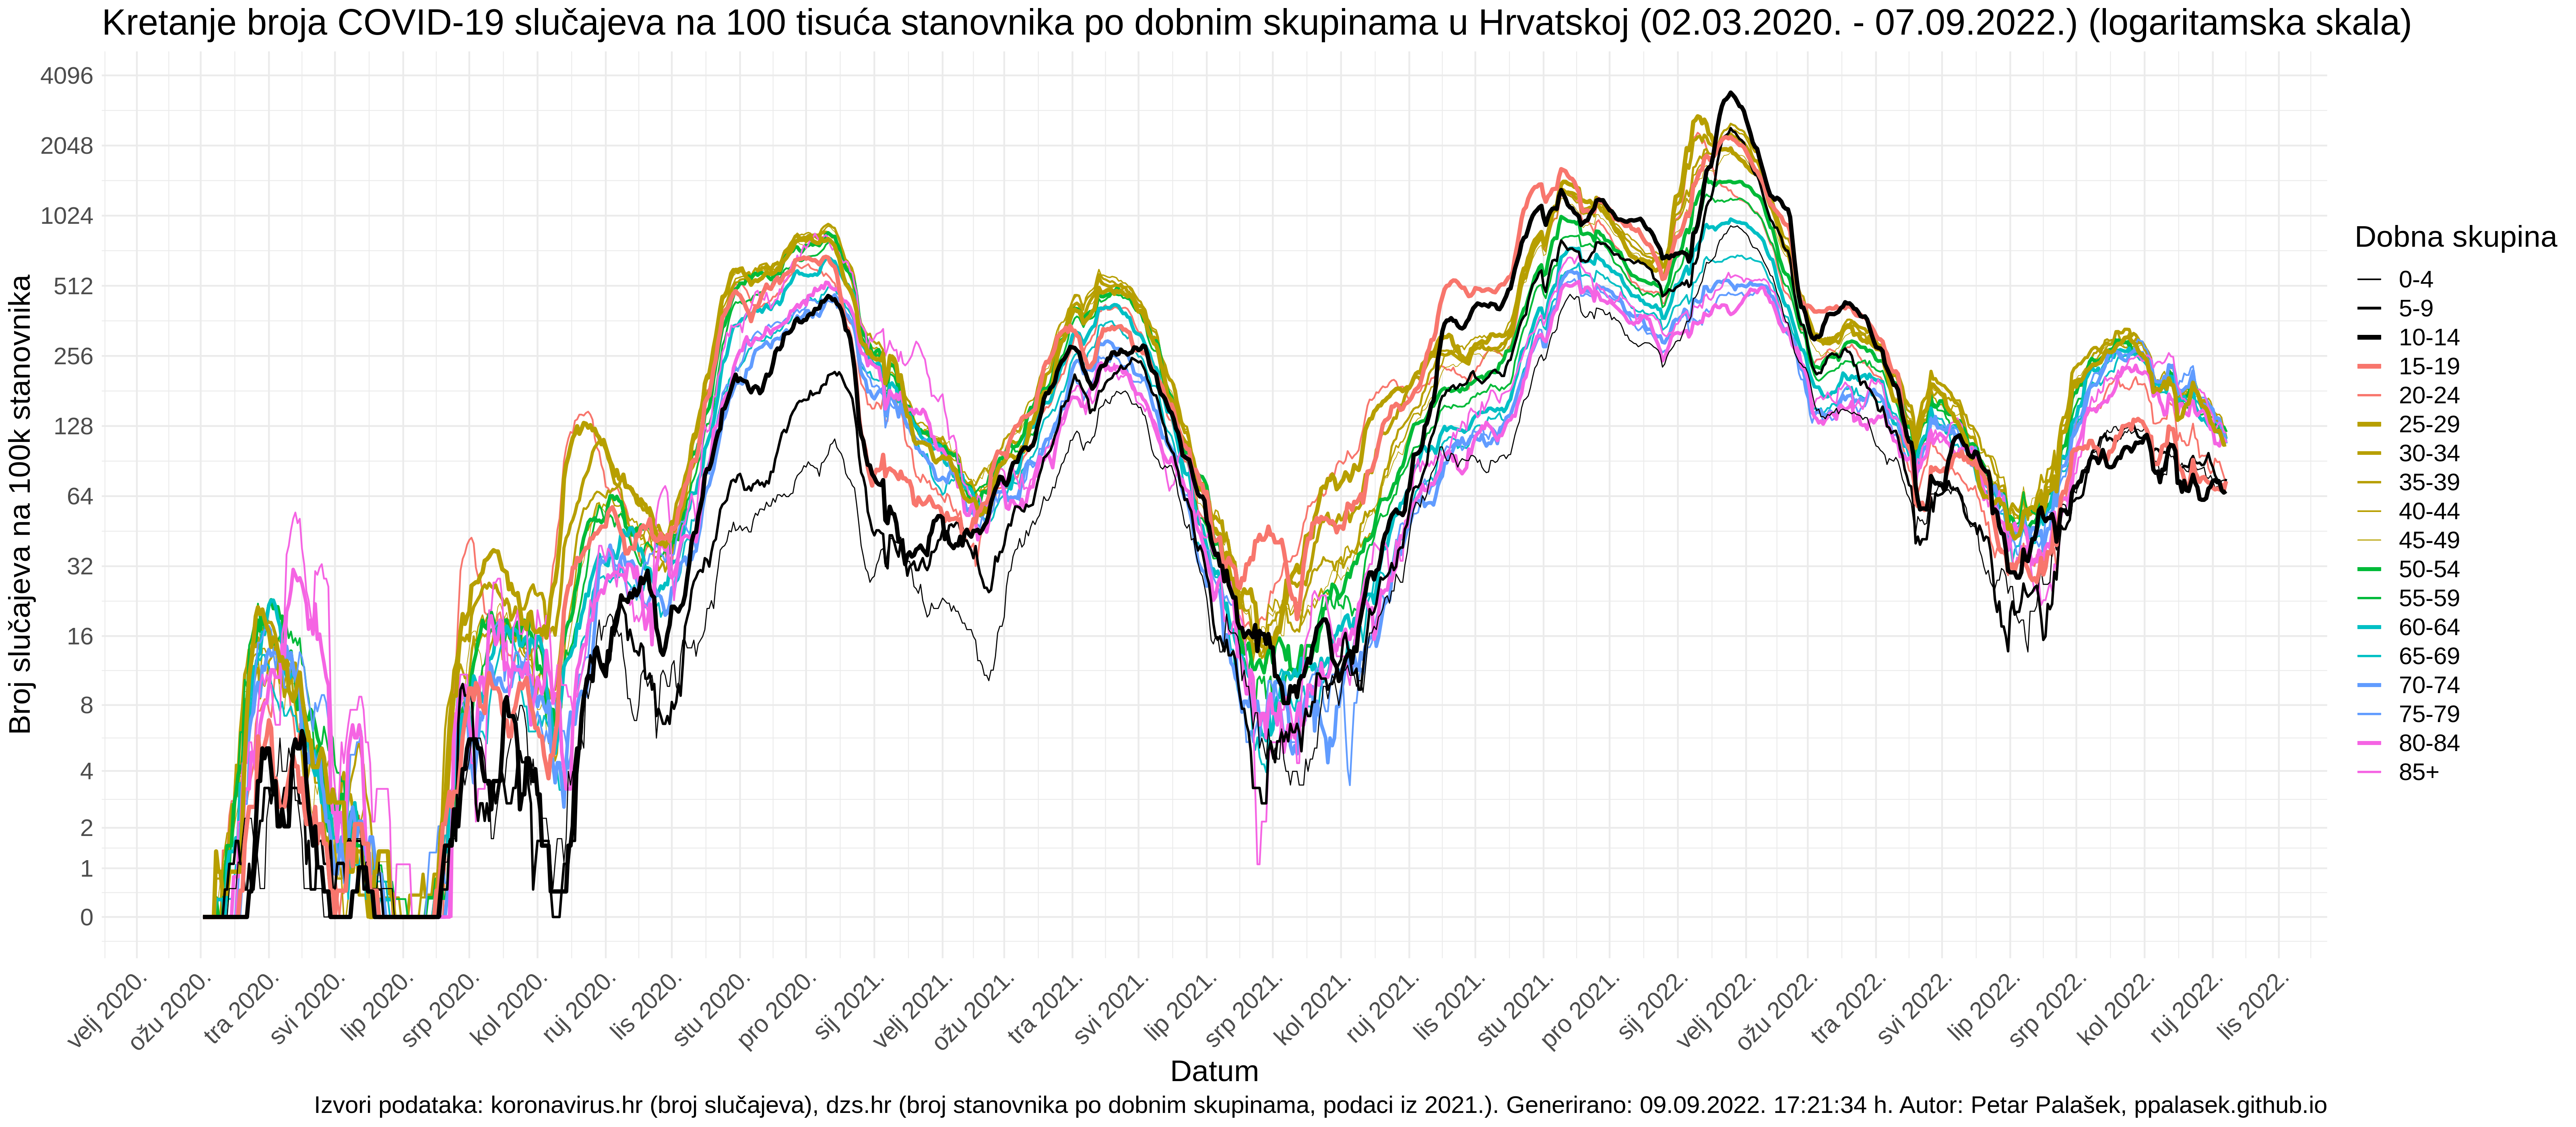 Kretanje broja COVID-19 slučajeva na 100 tisuća stanovnika po dobnim skupinama u Hrvatskoj (02.03.2020. - 07.09.2022.) (logaritamska skala)
Broj slučajeva na 100k stanovnika
4096
2048
1024
512
256
128
64
32
16
8
4
2
1
0
velj 2020.
ožu 2020.
tra 2020.
svi 2020.
lip 2020.
srp 2020.
kol 2020.
ruj 2020.
lis 2020.
stu 2020.
pro 2020.
sij 2021.
velj 2021.
ožu 2021.
tra 2021.
svi 2021.
lip 2021.
srp 2021.
kol 2021.
ruj 2021.
lis 2021.
stu 2021.
pro 2021.
sij 2022.
velj 2022.
ožu 2022.
tra 2022.
svi 2022.
lip 2022.
srp 2022.
kol 2022.
ruj 2022.
lis 2022.
Datum
Dobna skupina
0-4
5-9
10-14
15-19
20-24
25-29
30-34
35-39
40-44
45-49
50-54
55-59
60-64
65-69
70-74
75-79
80-84
85+
Izvori podataka: koronavirus.hr (broj slučajeva), dzs.hr (broj stanovnika po dobnim skupinama, podaci iz 2021.). Generirano: 09.09.2022. 17:21:34 h. Autor: Petar Palašek, ppalasek.github.io